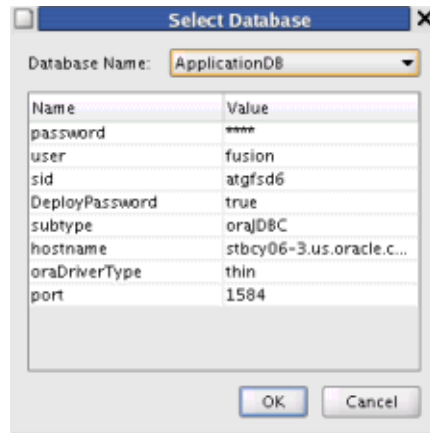 Select Database
Database Name: ApplicationDB
Name Value
password ****
user fusion
sid atgfsd6
DeployPassword true
subtype oraJDBC
hostname stbcy06-3.us.oracle.c...
oraDriverType thin
port 1584
OK Cancel